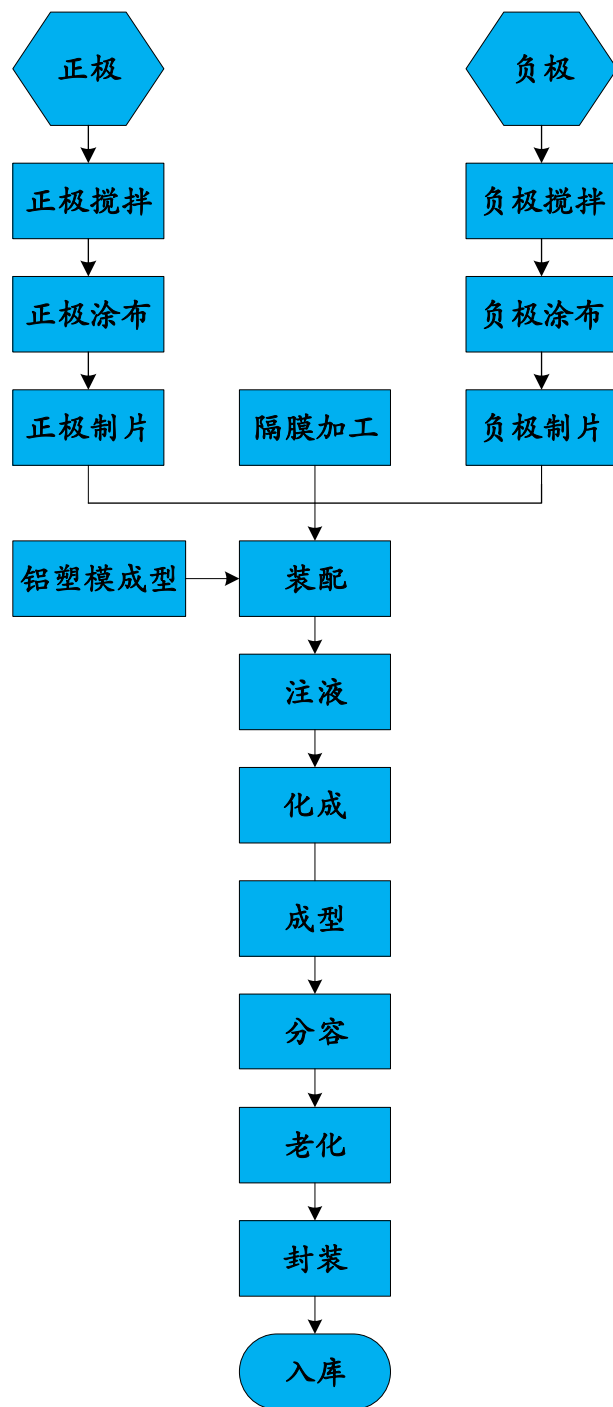 正极
负极
正极搅拌
负极搅拌
正极涂布
负极涂布
正极制片
隔膜加工
负极制片
铝塑模成型
装配
注液
化成
成型
分容
老化
封装
入库